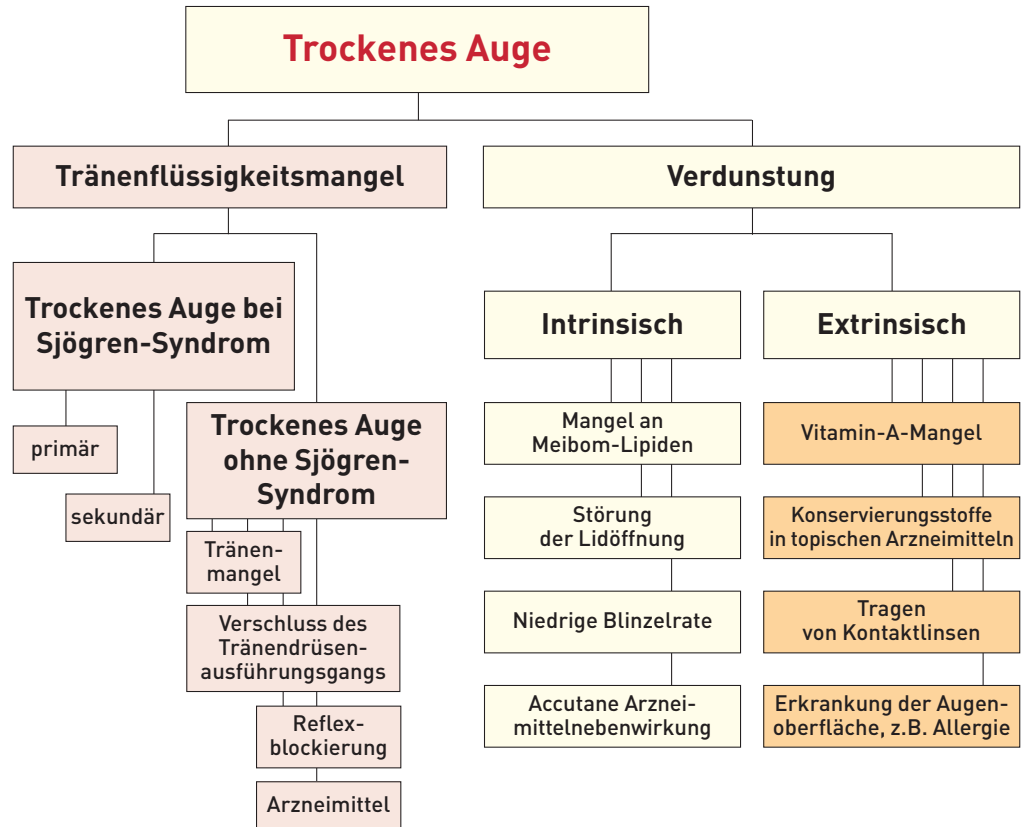 Trockenes Auge
Tränenflüssigkeitsmangel
Trockenes Auge bei
Sjögren-Syndrom
primär
sekundär
Trockenes Auge
ohne Sjögren-
Syndrom
Tränen-
mangel
Verschluss des
Tränendrüsen-
ausführungsgangs
Reflex-
blockierung
Arzneimittel
Verdunstung
Intrinsisch
Mangel an
Meibom-Lipiden
Störung
der Lidöffnung
Niedrige Blinzelrate
Accutane Arznei-
mittelnebenwirkung
Extrinsisch
Vitamin-A-Mangel
Konservierungsstoffe
in topischen Arzneimitteln
Tragen
von Kontaktlinsen
Erkrankung der Augen-
oberfläche, z.B. Allergie